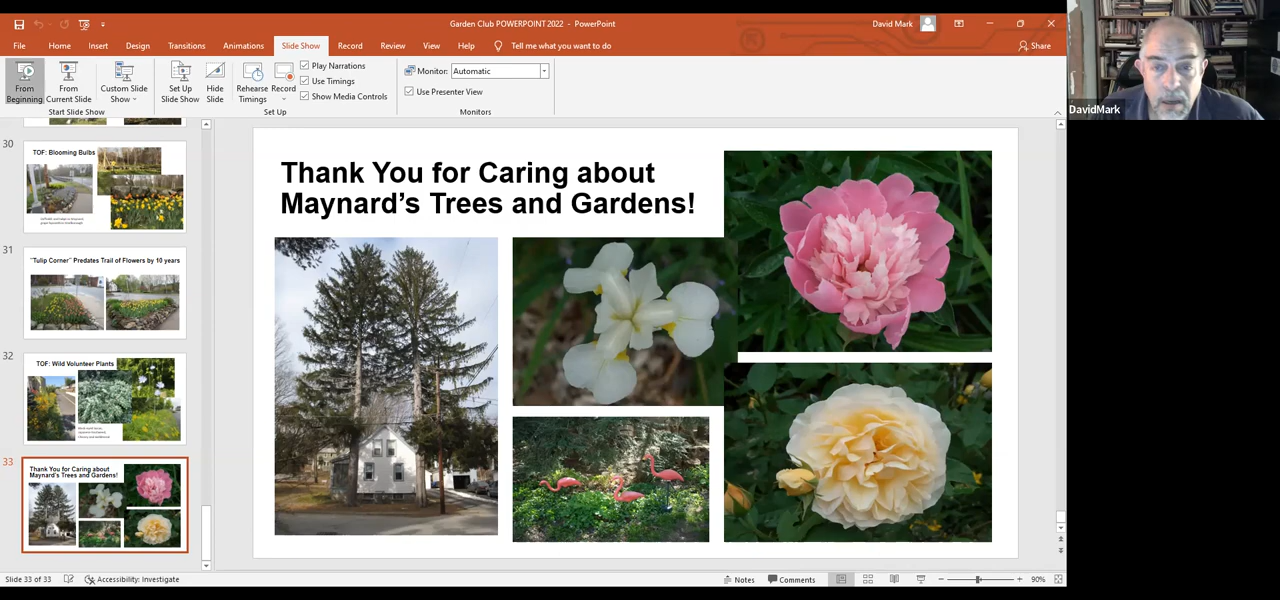 Garden Club POWERPOINT 2022 - PowerPoint
David Mark
File Home Insert Design Transitions Animations Slide Show Record Review View Help Tell me what you want to do
Share
From Beginning
From Current Slide
Custom Slide Show
Set Up Slide Show
Hide Slide
Rehearse Timings
Record
Play Narrations
Use Timings
Show Media Controls
Monitor: Automatic
Use Presenter View
Start Slide Show
Set Up
Monitors
DavidMark
30
TOF: Blooming Bulbs
31
"Tulip Corner" Predates Trail of Flowers by 10 years
32
TOF: Wild Volunteer Plants
33
Thank You for Caring about
Maynard's Trees and Gardens!
Thank You for Caring about
Maynard's Trees and Gardens!
Slide 33 of 33
Accessibility: Investigate
Notes
Comments
90%